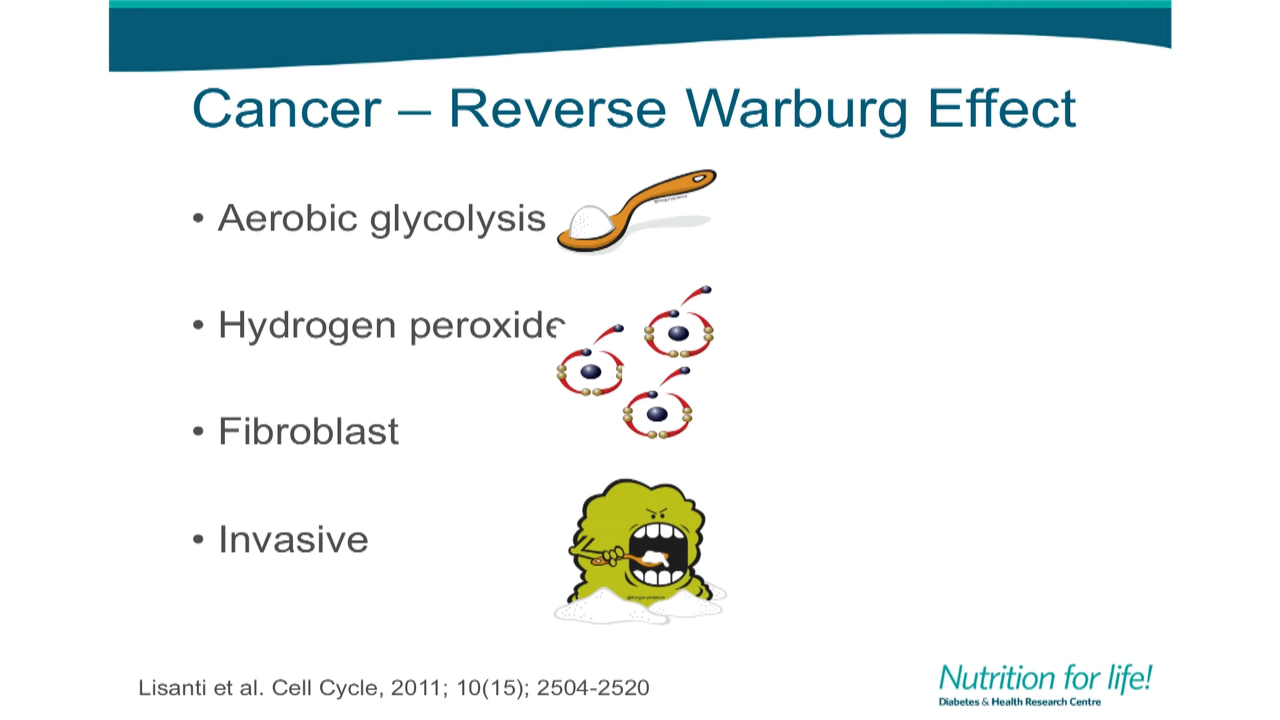 Cancer – Reverse Warburg Effect
• Aerobic glycolysis
• Hydrogen peroxide
• Fibroblast
• Invasive
Lisanti et al. Cell Cycle, 2011; 10(15); 2504-2520
Nutrition for life!
Diabetes & Health Research Centre